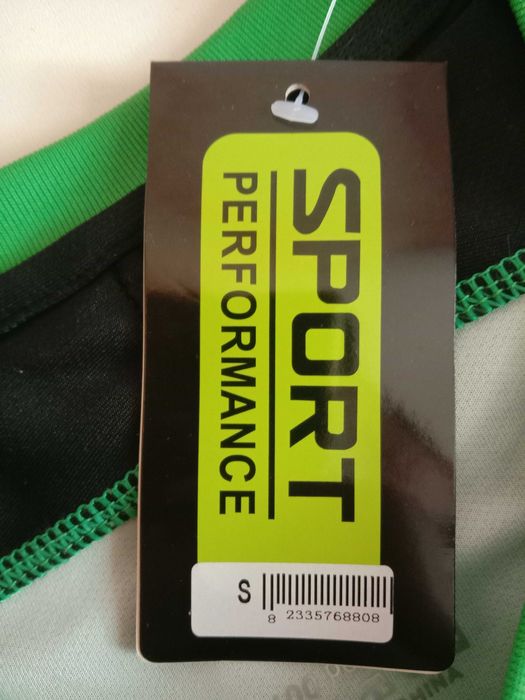 SPORT
PERFORMANCE
S
8 2335768808